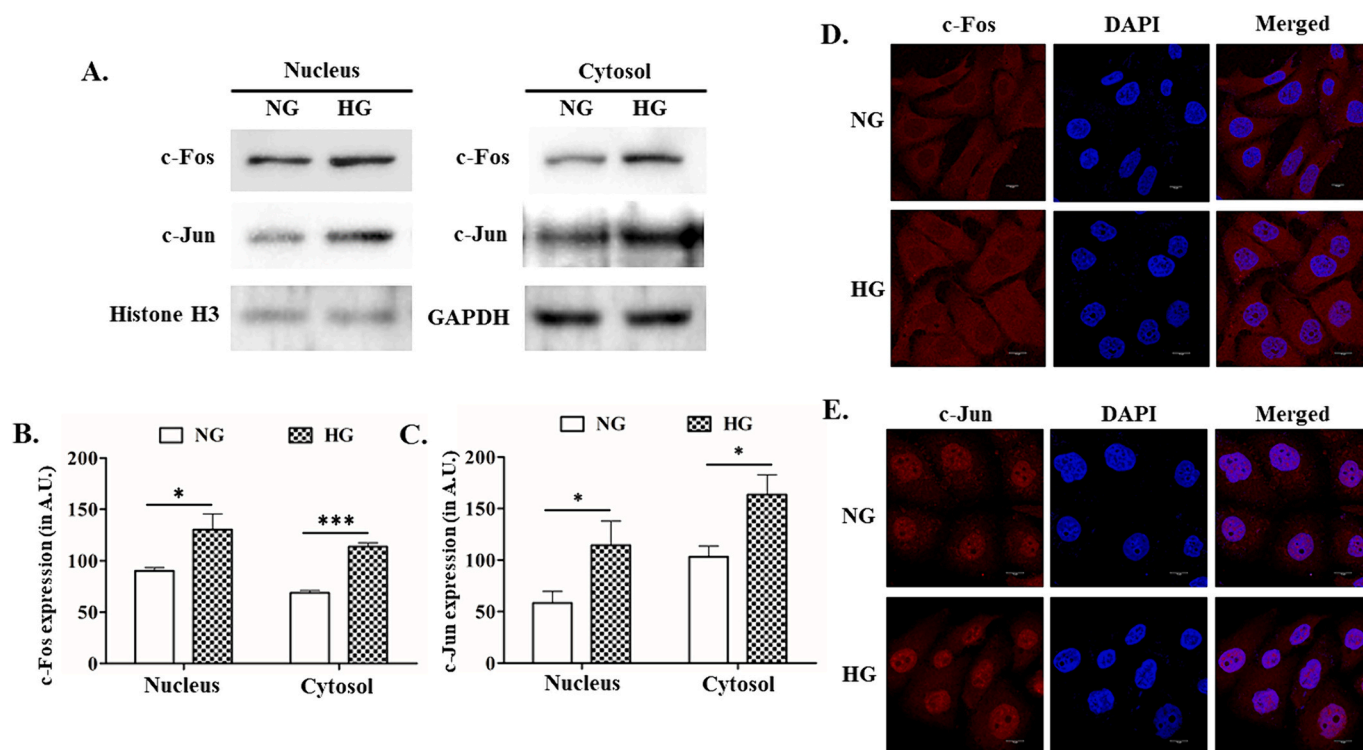 A.
Nucleus
NG HG
c-Fos
c-Jun
Histone H3
Cytosol
NG HG
c-Fos
c-Jun
GAPDH
B.
NG HG
c-Fos expression (in A.U.)
200
150
100
50
0
* ***
Nucleus Cytosol
C.
NG HG
c-Jun expression (in A.U.)
200
150
100
50
0
* *
Nucleus Cytosol
D.
c-Fos DAPI Merged
NG
HG
E.
c-Jun DAPI Merged
NG
HG